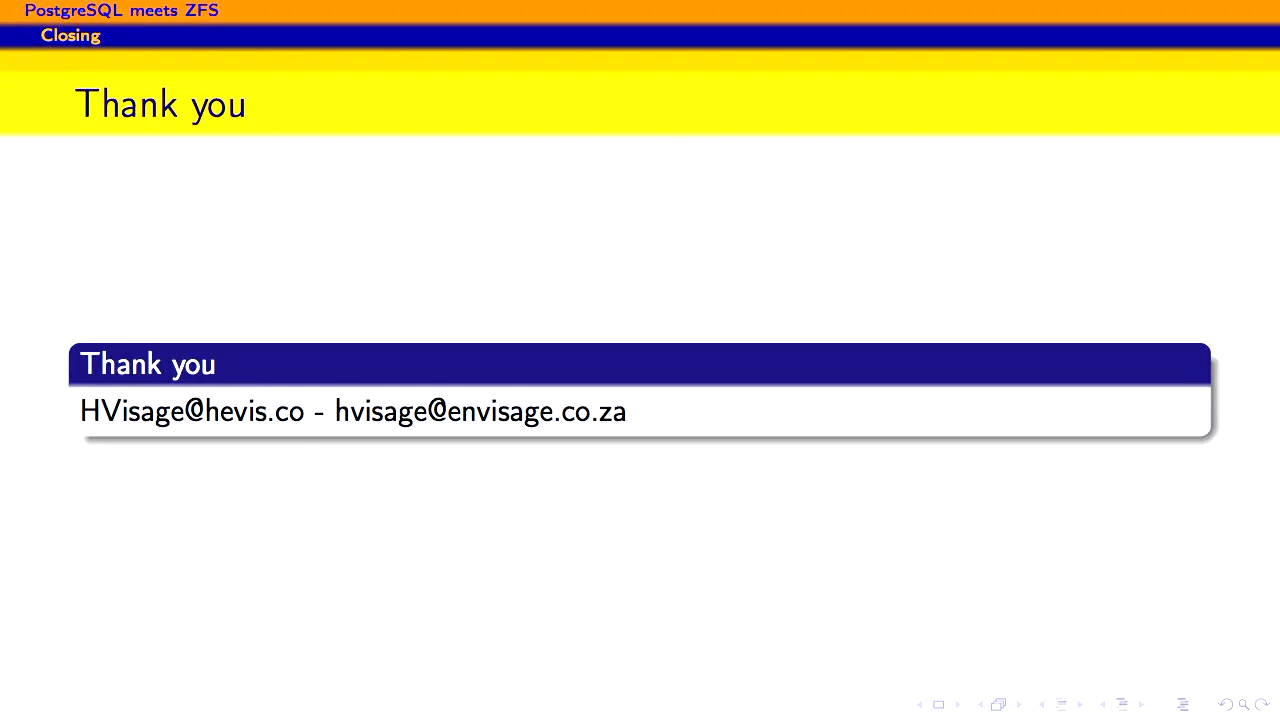 PostgreSQL meets ZFS
Closing
Thank you
Thank you
HVisage@hevis.co - hvisage@envisage.co.za